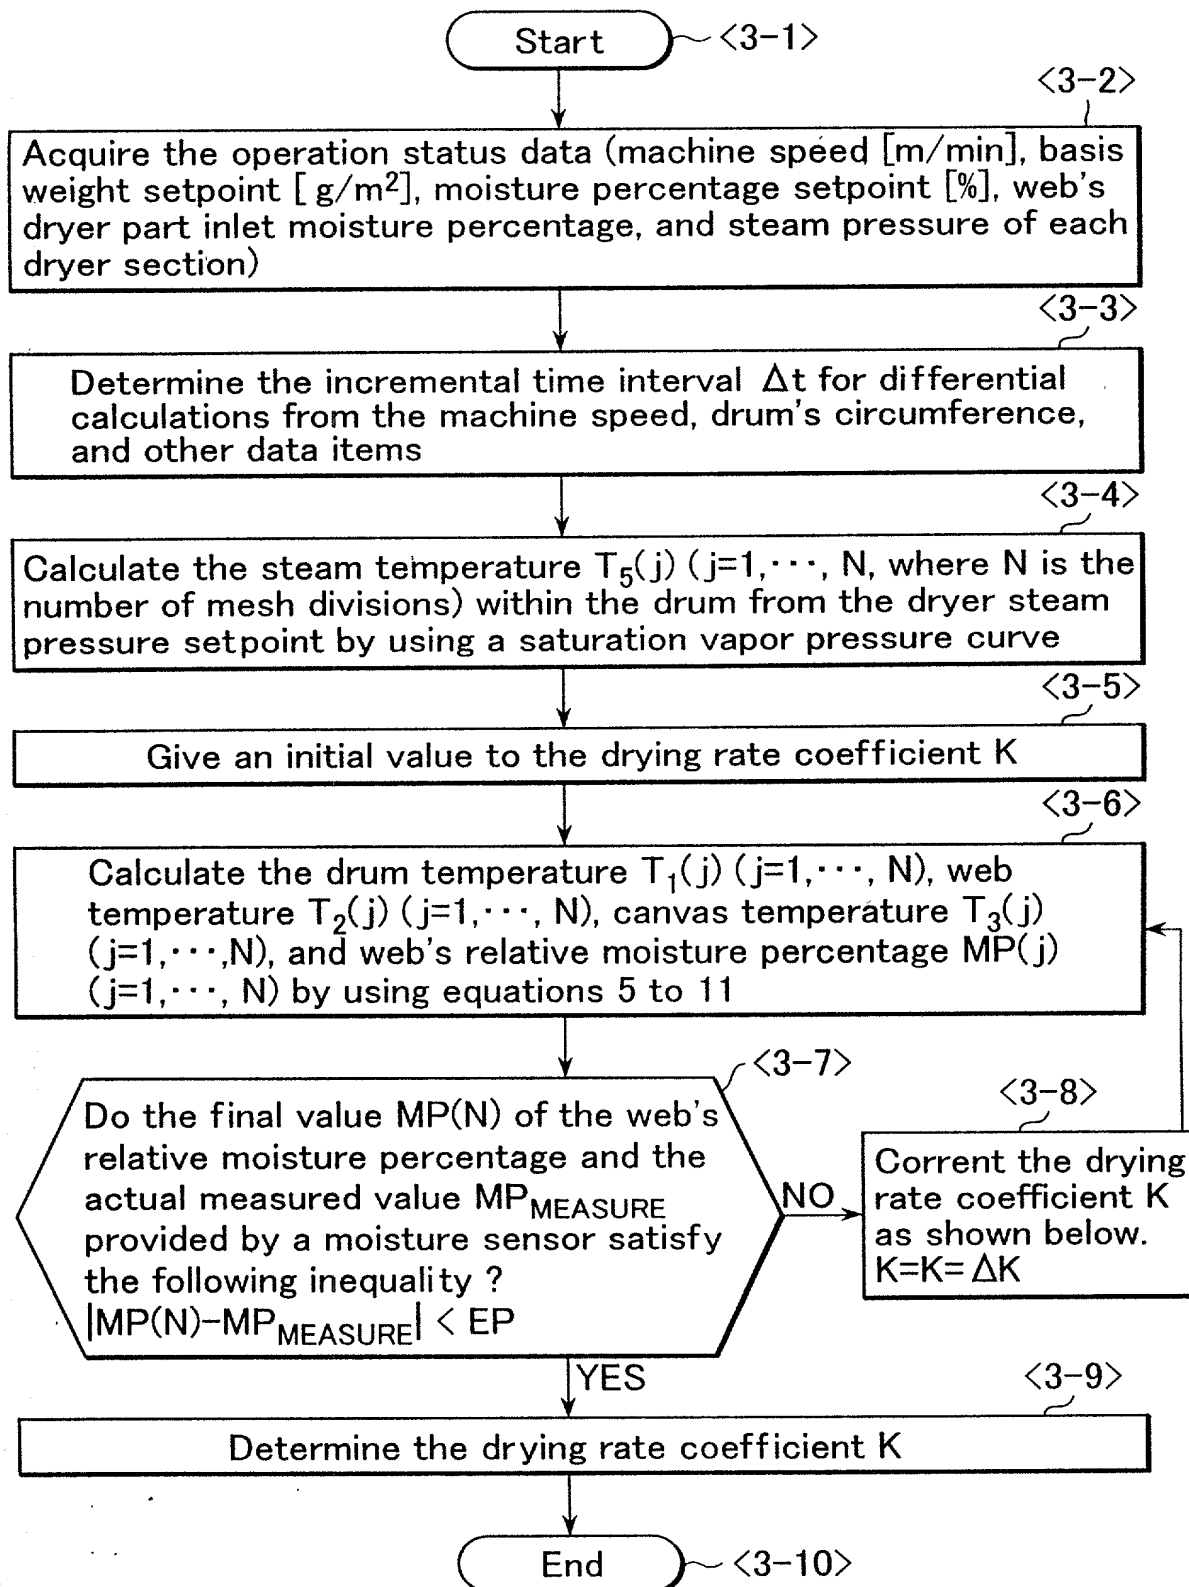 Start
<3-1>
<3-2>
Acquire the operation status data (machine speed [m/min], basis
weight setpoint [ g/m²], moisture percentage setpoint [%], web's
dryer part inlet moisture percentage, and steam pressure of each
dryer section)
<3-3>
Determine the incremental time interval Δt for differential
calculations from the machine speed, drum's circumference,
and other data items
<3-4>
Calculate the steam temperature T₅(j) (j=1,···, N, where N is the
number of mesh divisions) within the drum from the dryer steam
pressure setpoint by using a saturation vapor pressure curve
<3-5>
Give an initial value to the drying rate coefficient K
<3-6>
Calculate the drum temperature T₁(j) (j=1,···, N), web
temperature T₂(j) (j=1,···, N), canvas temperature T₃(j)
(j=1,···,N), and web's relative moisture percentage MP(j)
(j=1,···, N) by using equations 5 to 11
<3-7>
Do the final value MP(N) of the web's
relative moisture percentage and the
actual measured value MP_MEASURE
provided by a moisture sensor satisfy
the following inequality ?
|MP(N)-MP_MEASURE| < EP
NO
<3-8>
Corrent the drying
rate coefficient K
as shown below.
K=K=ΔK
YES
<3-9>
Determine the drying rate coefficient K
End
<3-10>